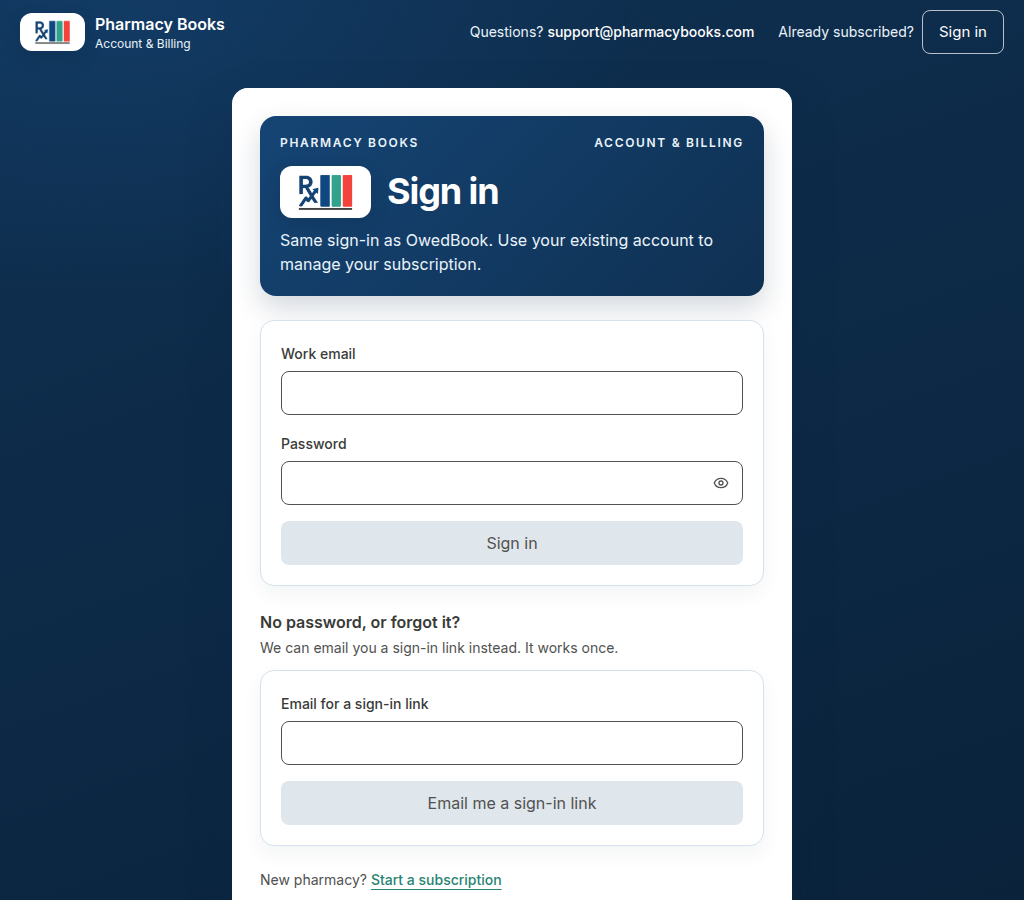 Pharmacy Books
Account & Billing
Questions? support@pharmacybooks.com
Already subscribed?
Sign in
PHARMACY BOOKS
ACCOUNT & BILLING
Sign in
Same sign-in as OwedBook. Use your existing account to
manage your subscription.
Work email
Password
Sign in
No password, or forgot it?
We can email you a sign-in link instead. It works once.
Email for a sign-in link
Email me a sign-in link
New pharmacy? Start a subscription